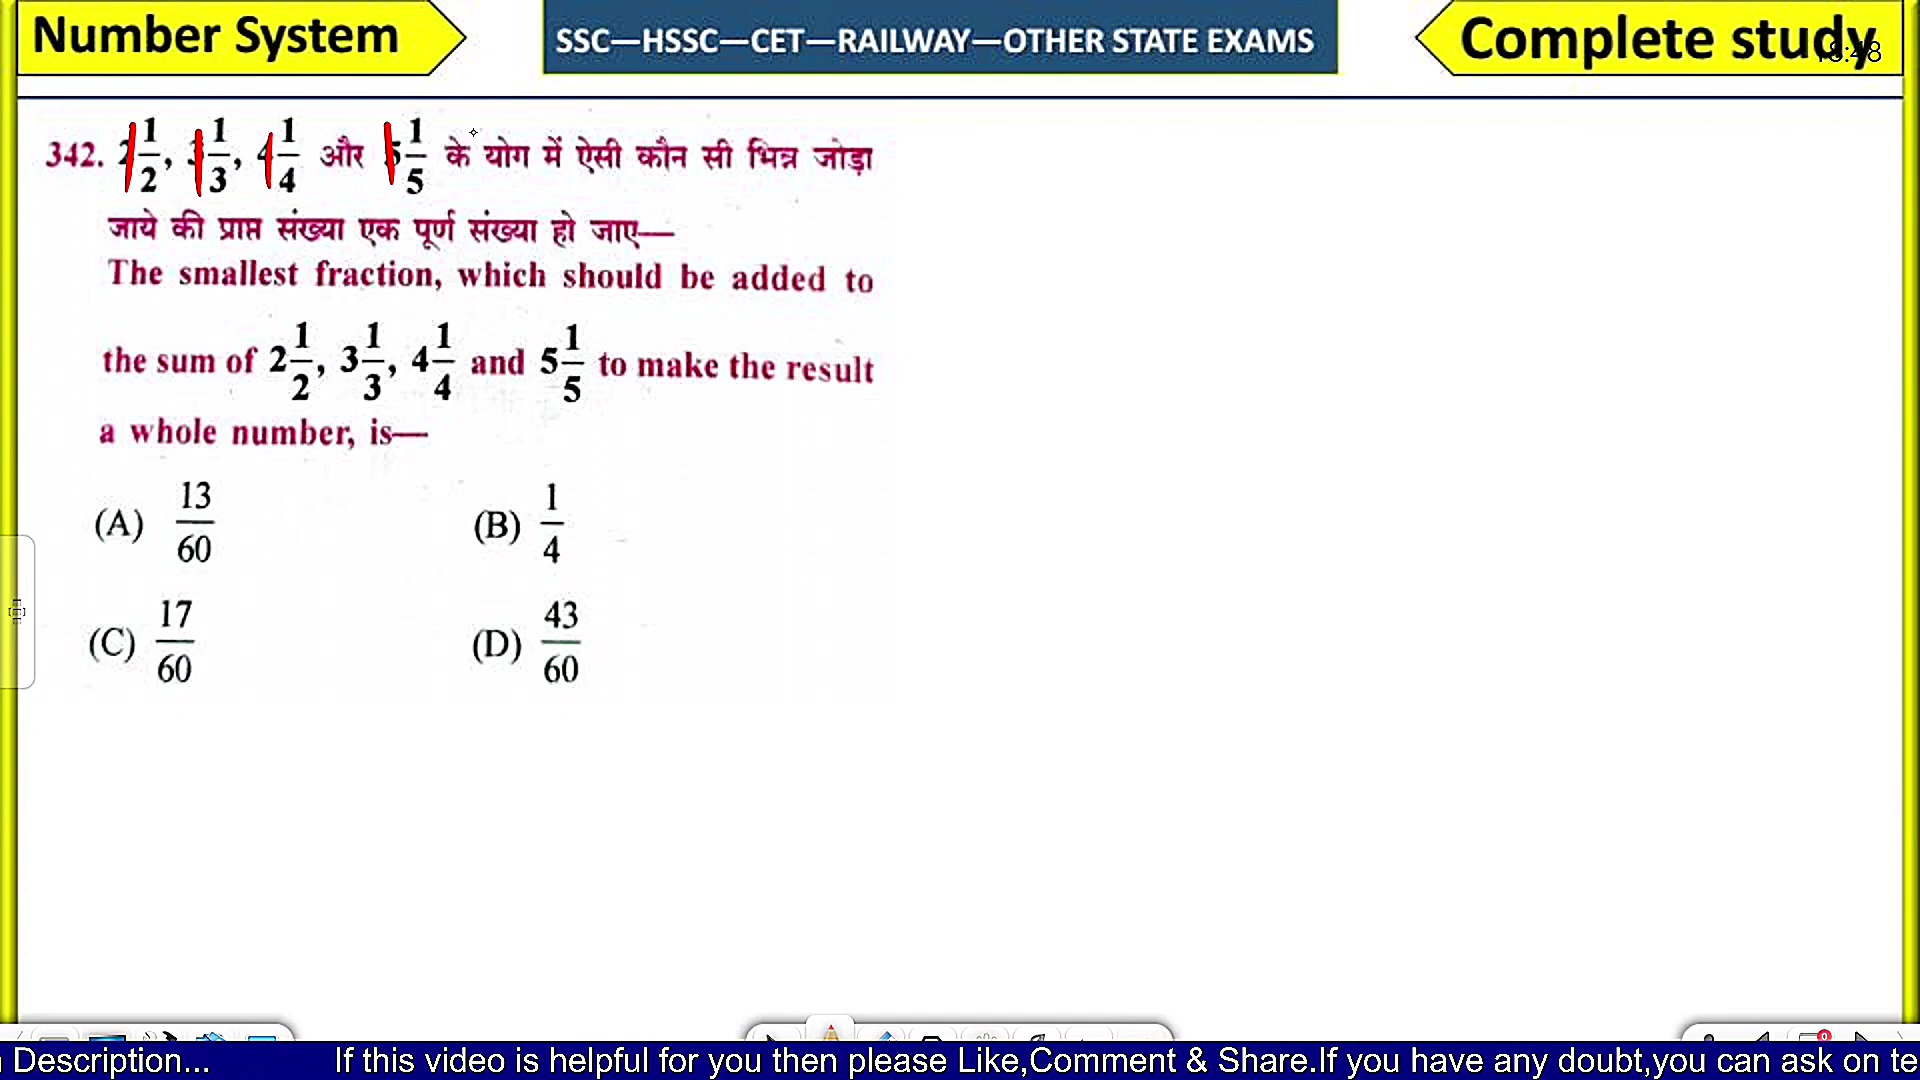 Number System
SSC—HSSC—CET—RAILWAY—OTHER STATE EXAMS
Complete study
18:48
342. 2 1/2, 3 1/3, 4 1/4 और 5 1/5 के योग में ऐसी कौन सी भिन्न जोड़ा
जाये की प्राप्त संख्या एक पूर्ण संख्या हो जाए—
The smallest fraction, which should be added to
the sum of 2 1/2, 3 1/3, 4 1/4 and 5 1/5 to make the result
a whole number, is—
(A) 13/60 (B) 1/4
(C) 17/60 (D) 43/60
Description... If this video is helpful for you then please Like,Comment & Share.If you have any doubt,you can ask on te